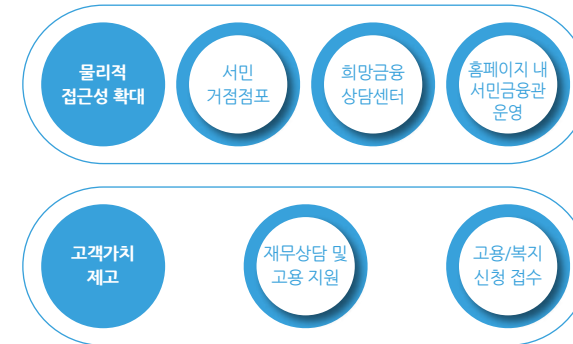 물리적
접근성 확대
서민
거점점포
희망금융
상담센터
홈페이지 내
서민금융관
운영
고객가치
제고
재무상담 및
고용 지원
고용/복지
신청 접수